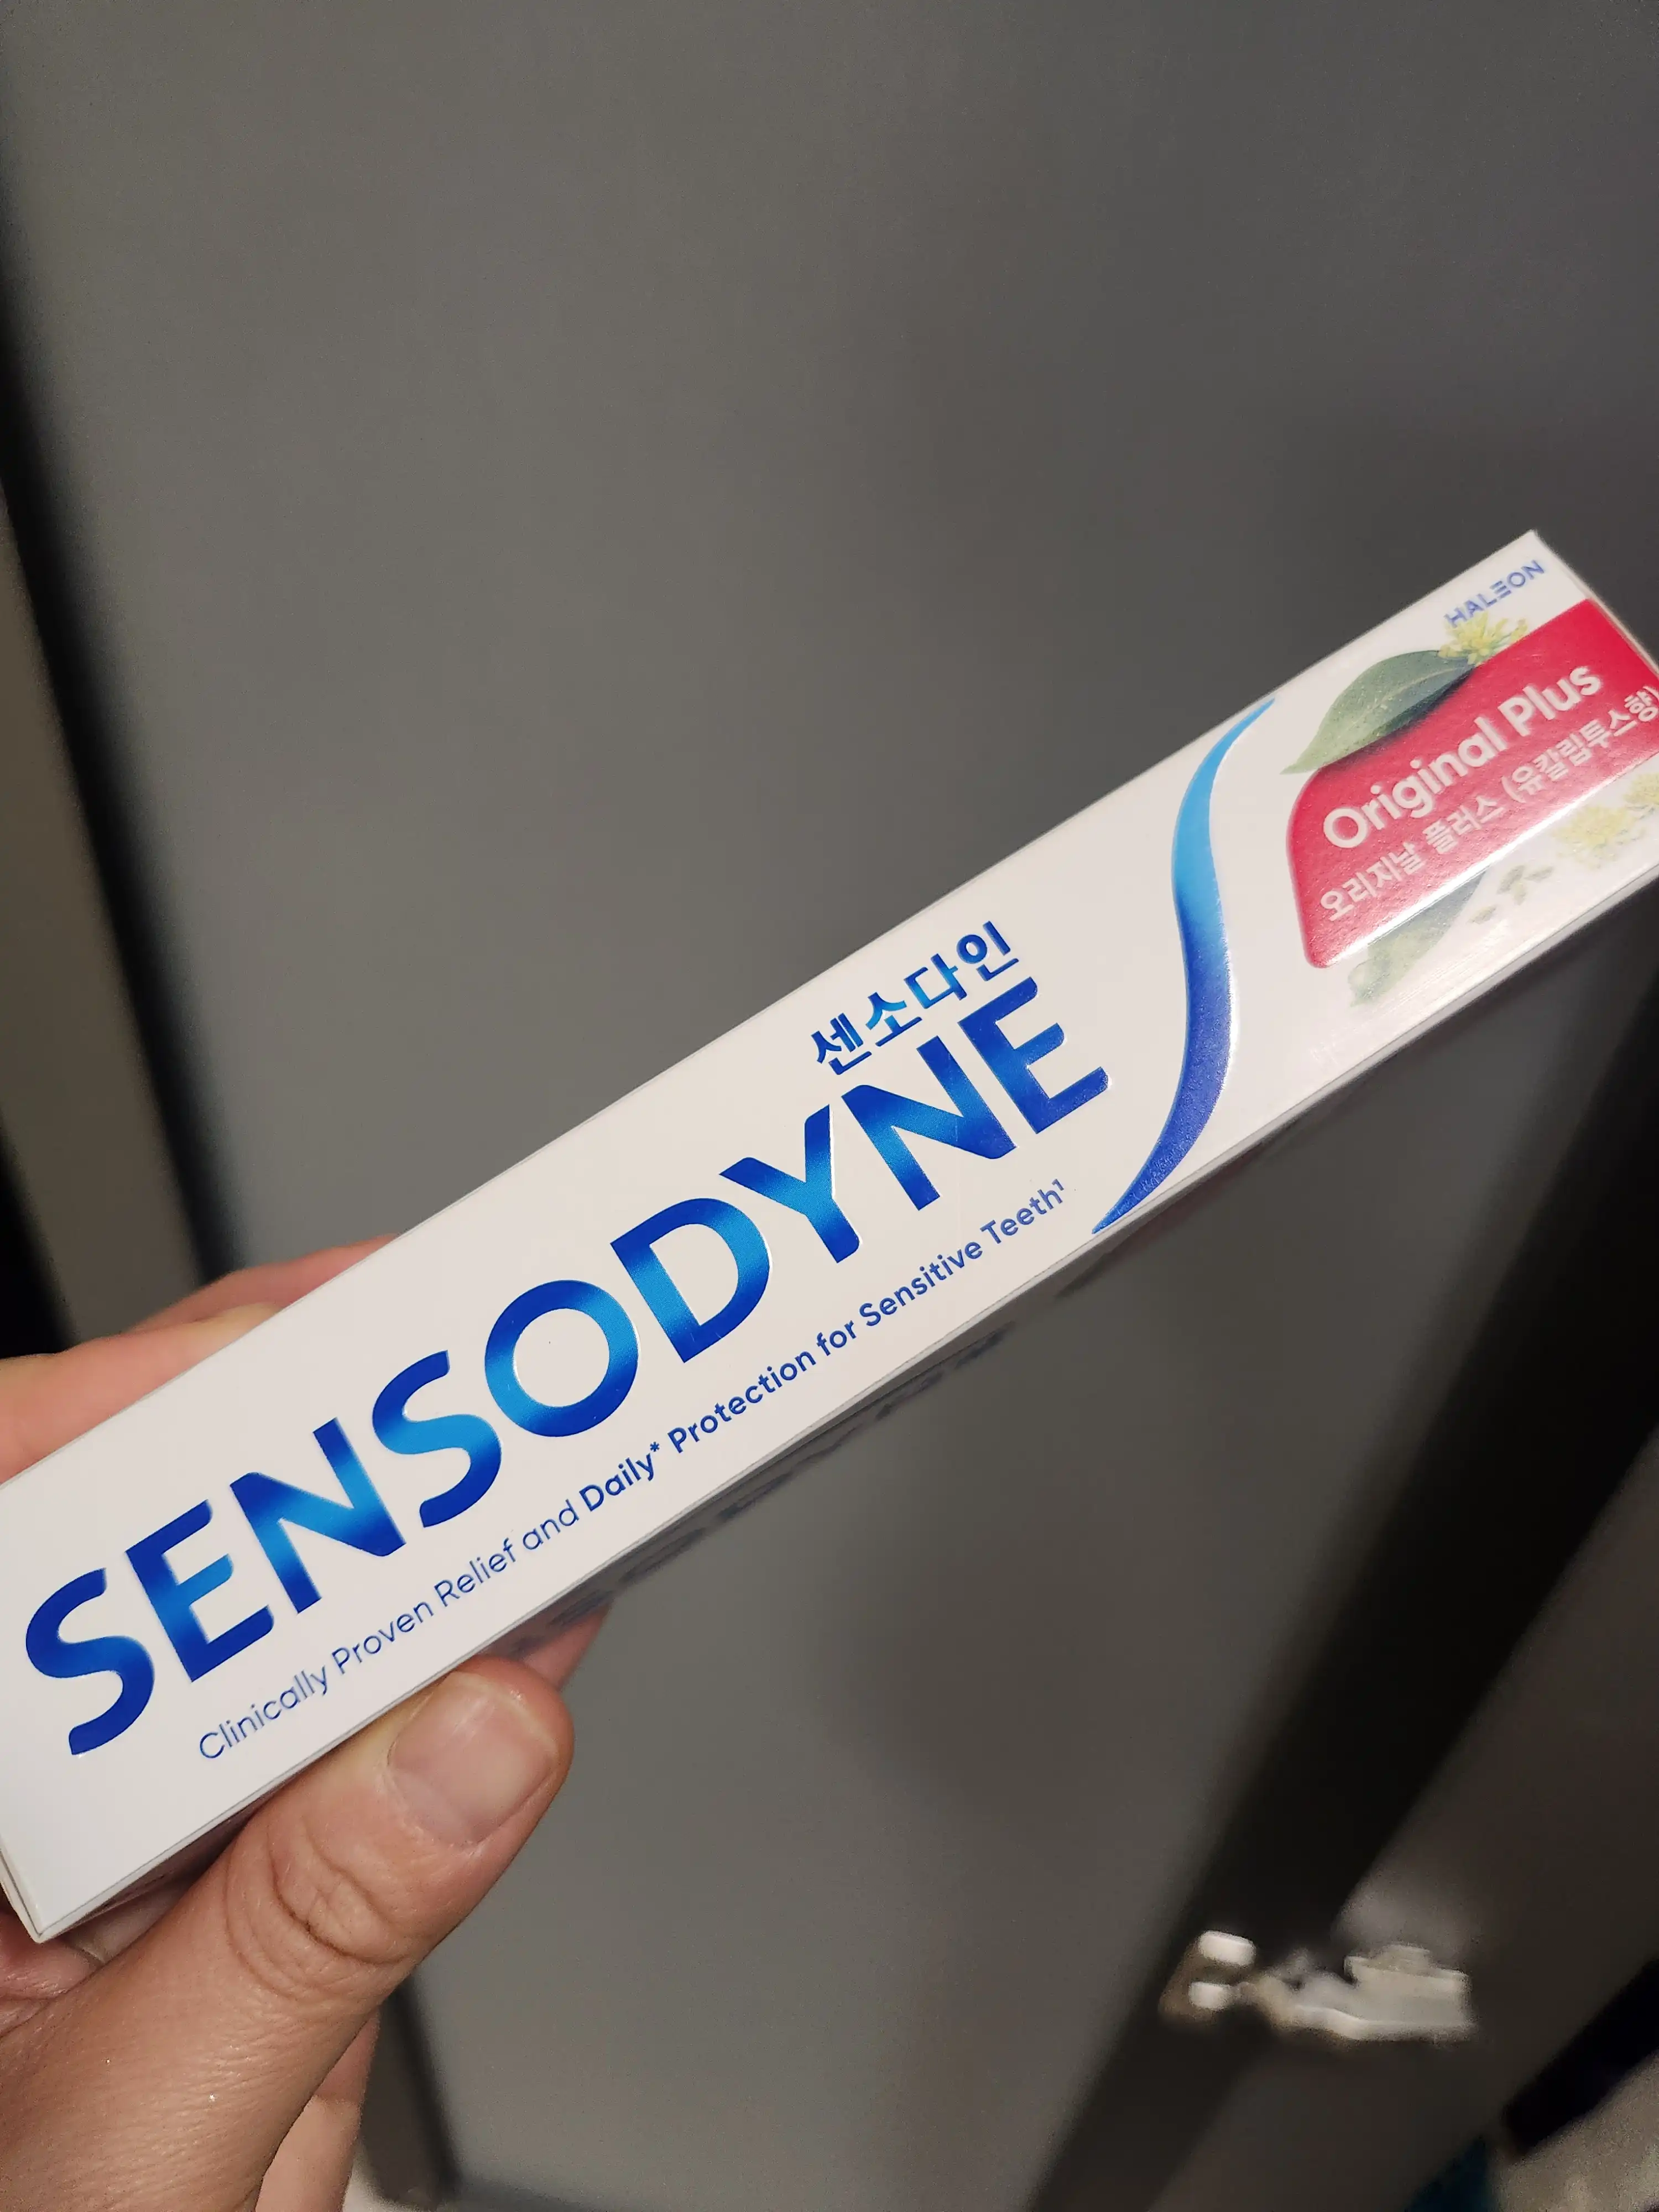 HALEON
Original Plus
오리지날 플러스 (유칼립투스향)
센소다인
SENSODYNE
Clinically Proven Relief and Daily* Protection for Sensitive Teeth¹